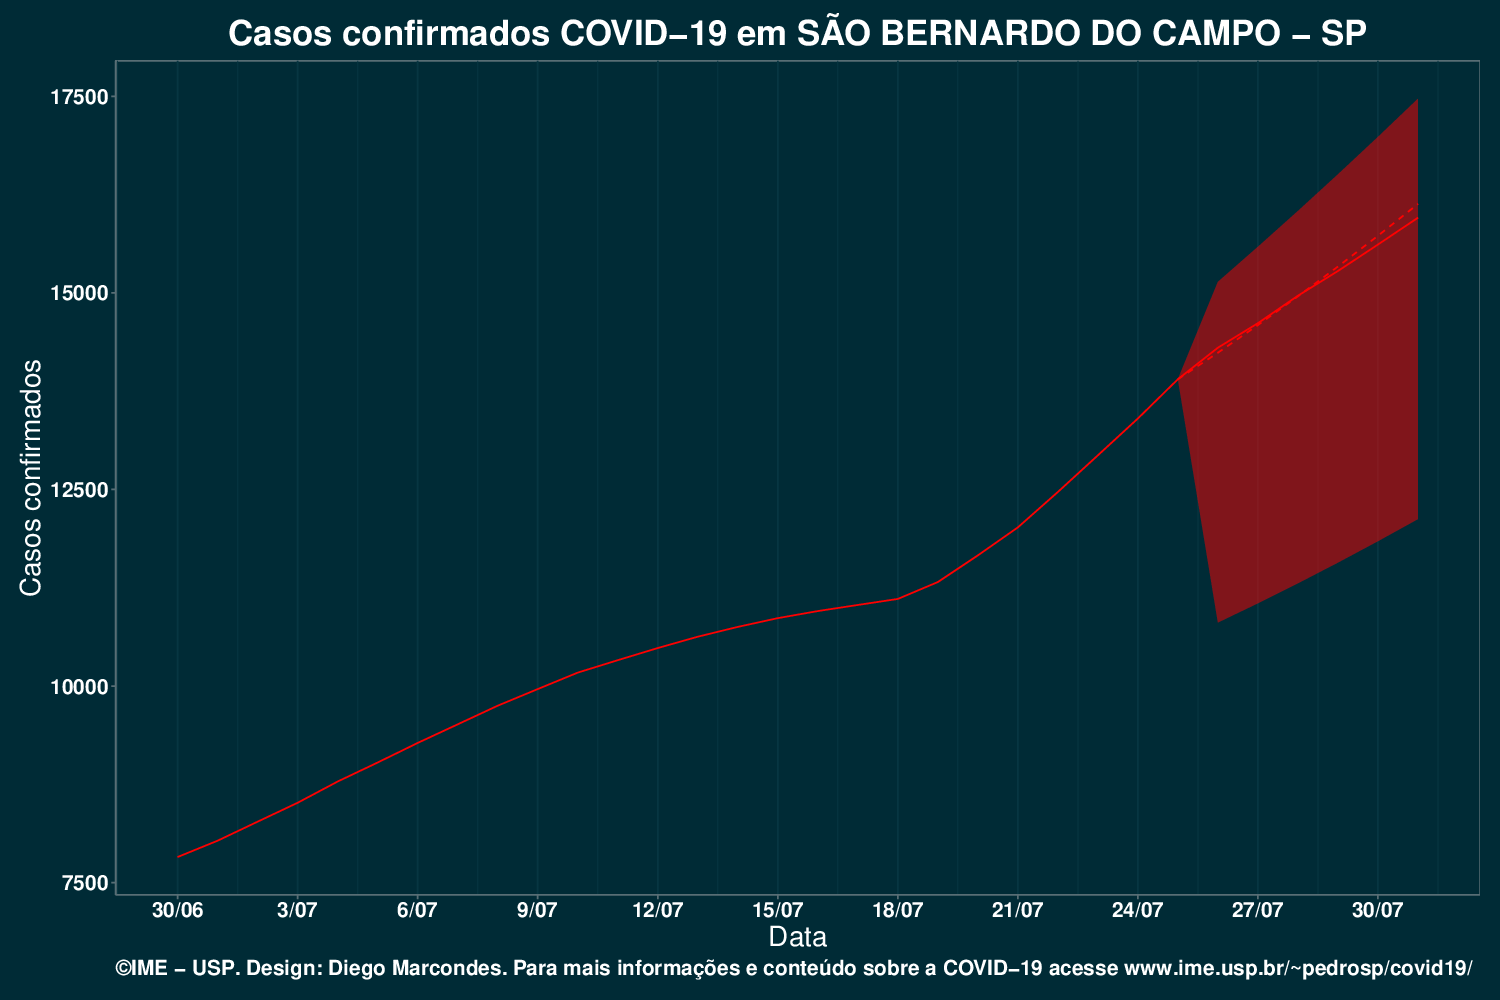 Casos confirmados COVID−19 em SÃO BERNARDO DO CAMPO − SP
Casos confirmados
17500
15000
12500
10000
7500
30/06 3/07 6/07 9/07 12/07 15/07 18/07 21/07 24/07 27/07 30/07
Data
©IME − USP. Design: Diego Marcondes. Para mais informações e conteúdo sobre a COVID−19 acesse www.ime.usp.br/~pedrosp/covid19/